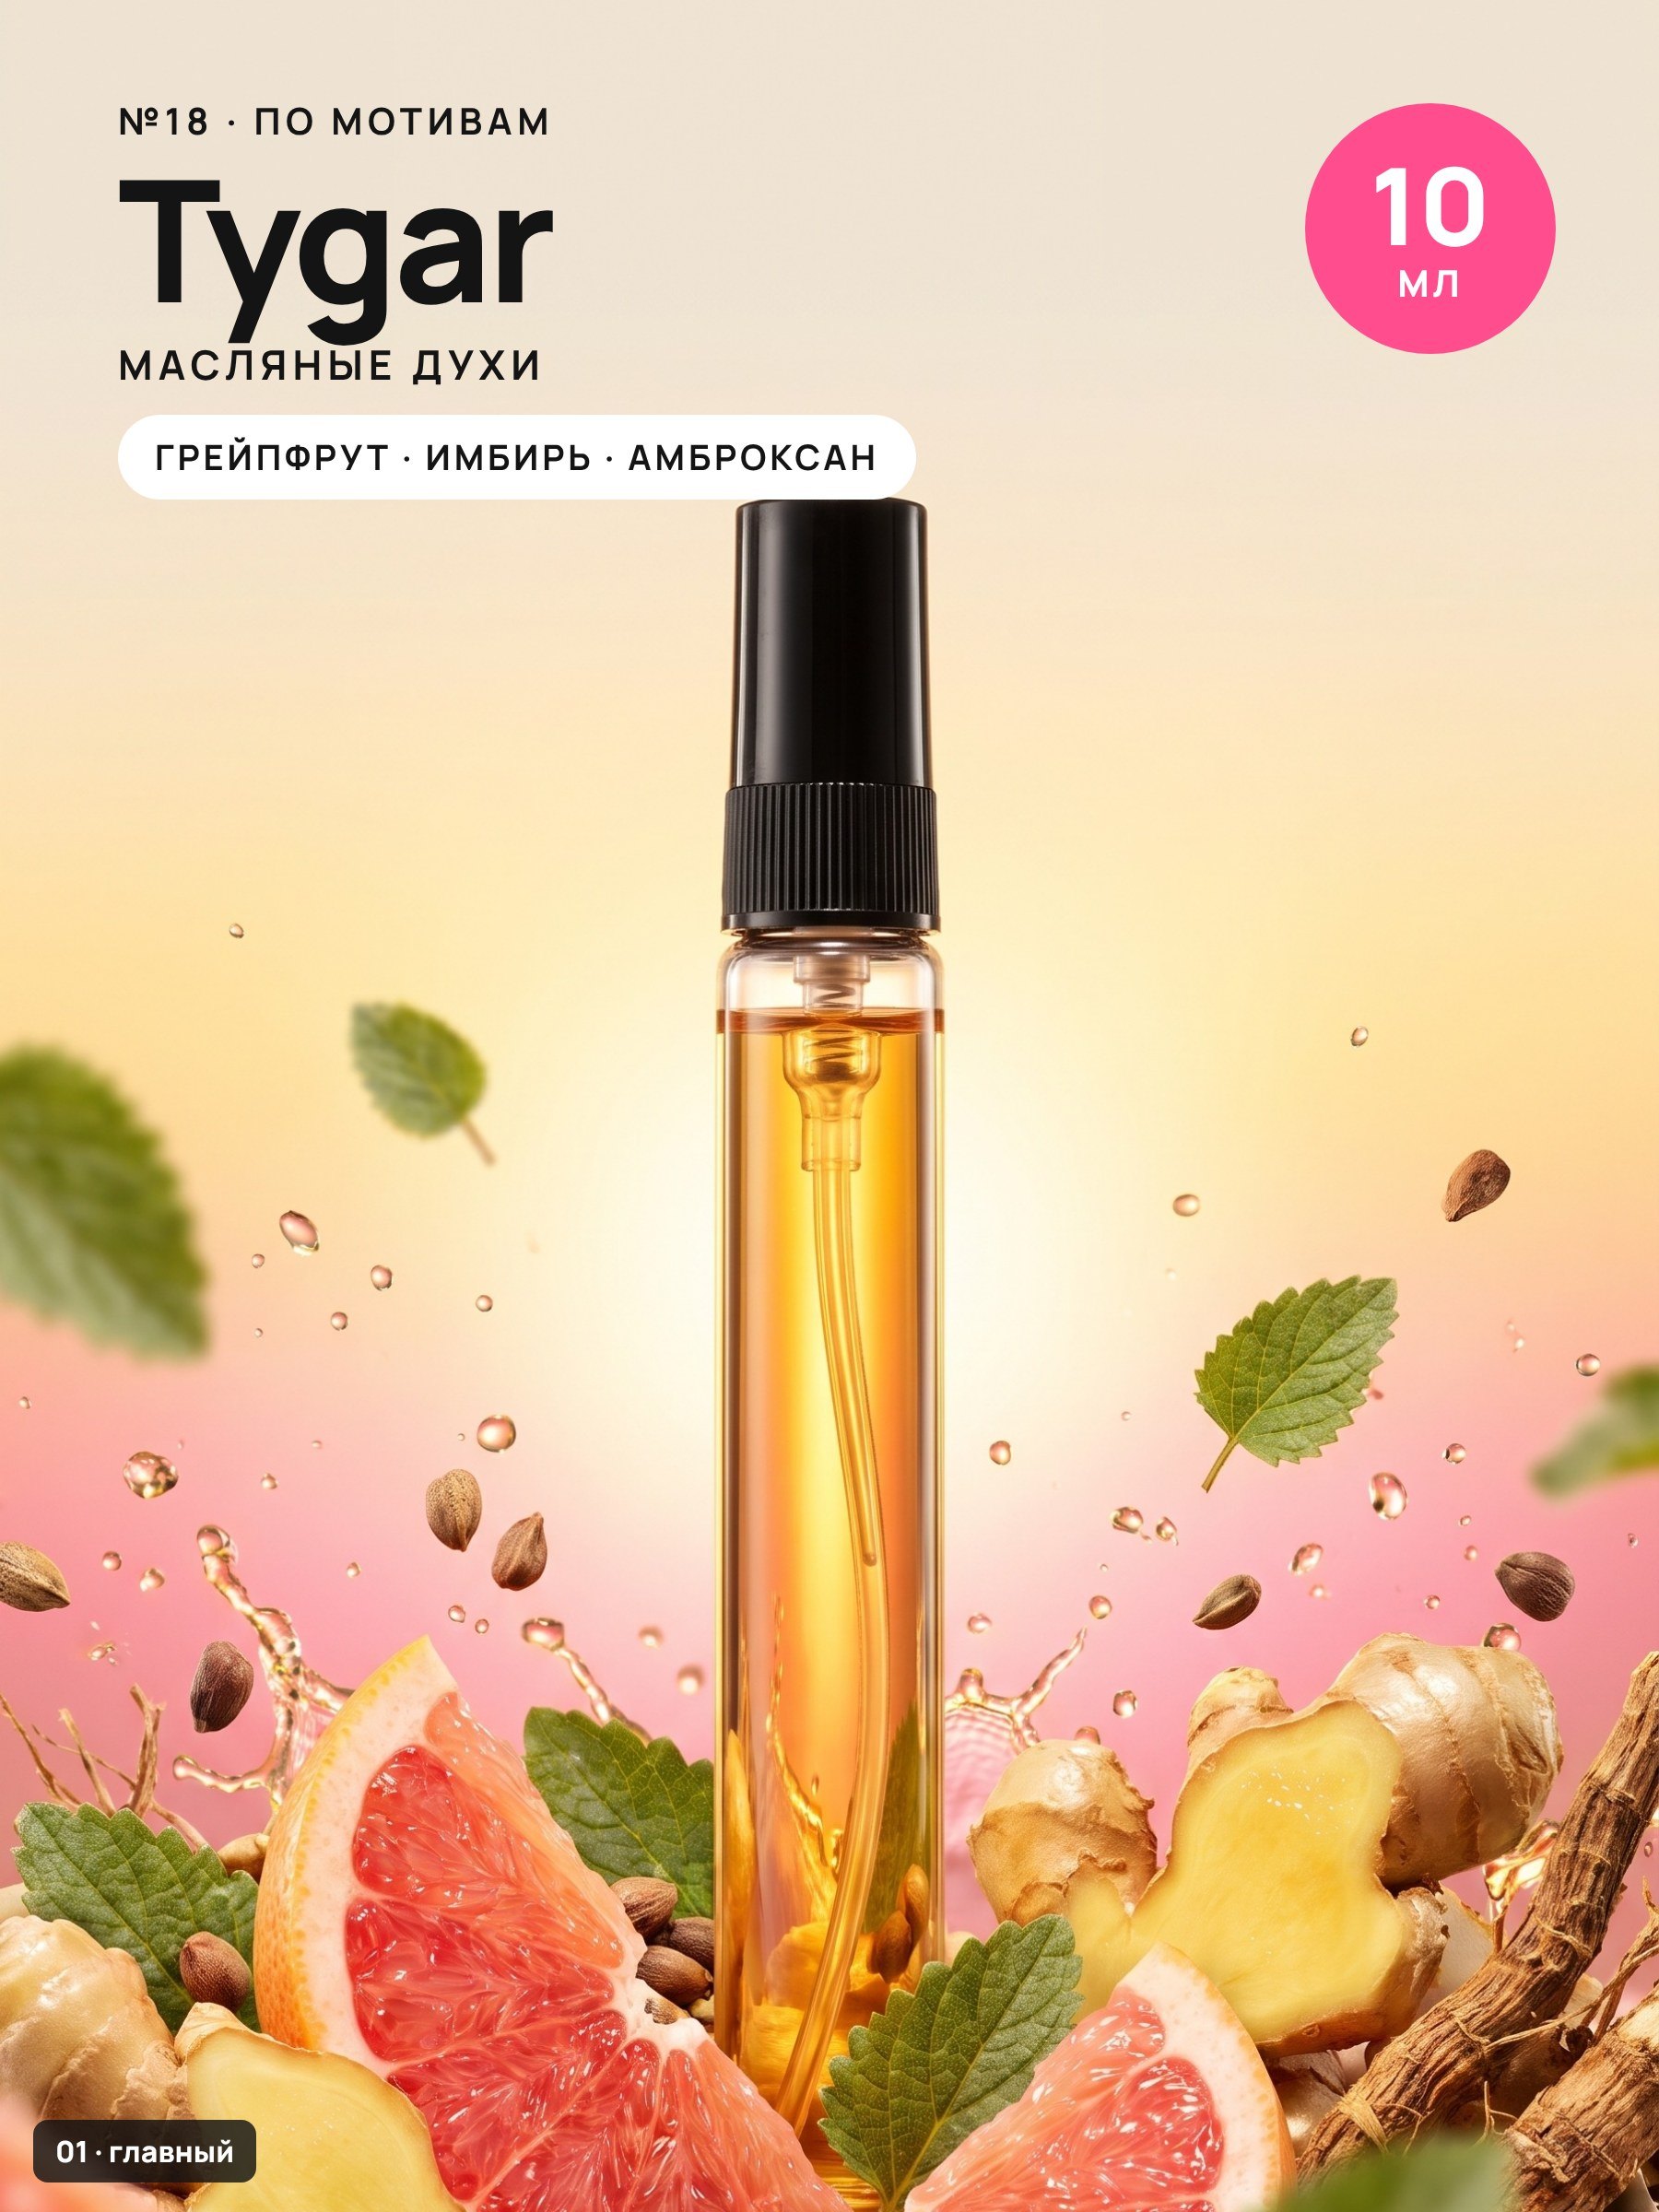 №18 · ПО МОТИВАМ
Tygar
МАСЛЯНЫЕ ДУХИ
ГРЕЙПФРУТ · ИМБИРЬ · АМБРОКСАН
10
МЛ
01 · главный